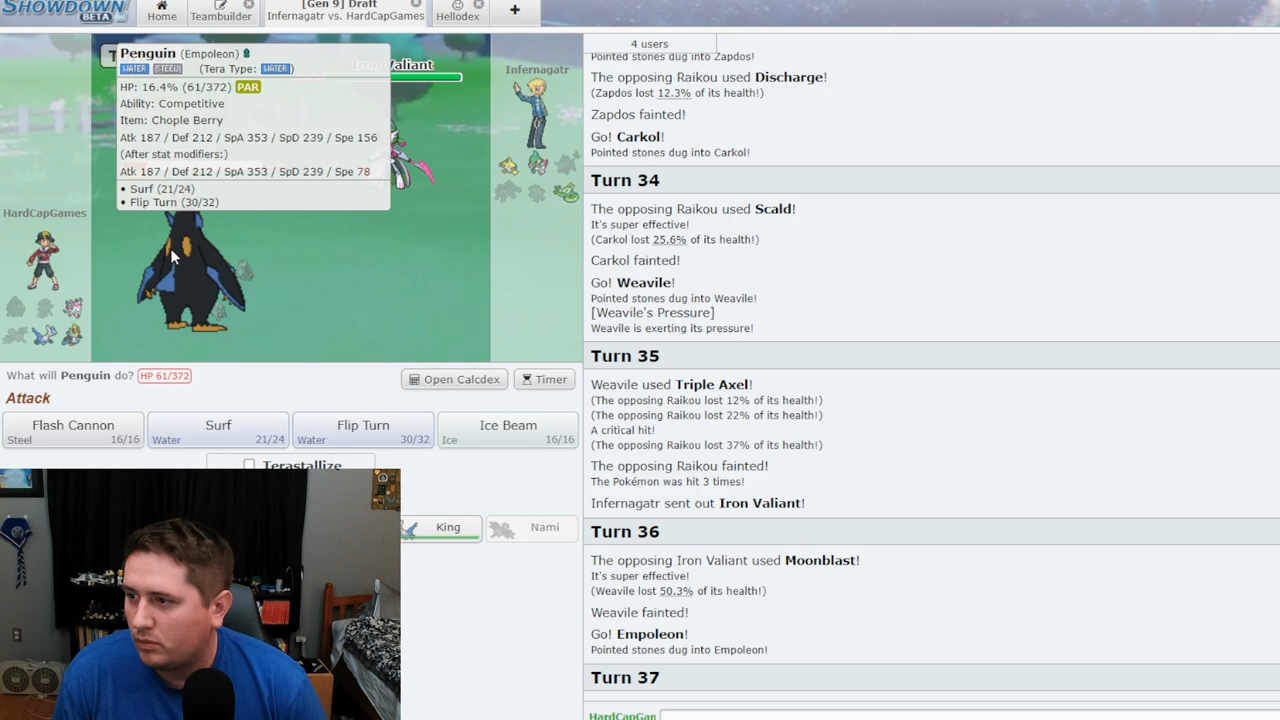 SHOWDOWN
BETA
Home
Teambuilder
[Gen 9] Draft
Infernagatr vs. HardCapGames
Hellodex
Penguin (Empoleon)
WATER STEEL (Tera Type: WATER)
HP: 16.4% (61/372) PAR
Ability: Competitive
Item: Chople Berry
Atk 187 / Def 212 / SpA 353 / SpD 239 / Spe 156
(After stat modifiers:)
Atk 187 / Def 212 / SpA 353 / SpD 239 / Spe 78
• Surf (21/24)
• Flip Turn (30/32)
Valiant
Infernagatr
HardCapGames
What will Penguin do? HP 61/372
Open Calcdex
Timer
Attack
Flash Cannon
Steel 16/16
Surf
Water 21/24
Flip Turn
Water 30/32
Ice Beam
Ice 16/16
Terastallize
King
Nami
4 users
Pointed stones dug into Zapdos!
The opposing Raikou used Discharge!
(Zapdos lost 12.3% of its health!)
Zapdos fainted!
Go! Carkol!
Pointed stones dug into Carkol!
Turn 34
The opposing Raikou used Scald!
It's super effective!
(Carkol lost 25.6% of its health!)
Carkol fainted!
Go! Weavile!
Pointed stones dug into Weavile!
[Weavile's Pressure]
Weavile is exerting its pressure!
Turn 35
Weavile used Triple Axel!
(The opposing Raikou lost 12% of its health!)
(The opposing Raikou lost 22% of its health!)
A critical hit!
(The opposing Raikou lost 37% of its health!)
The opposing Raikou fainted!
The Pokémon was hit 3 times!
Infernagatr sent out Iron Valiant!
Turn 36
The opposing Iron Valiant used Moonblast!
It's super effective!
(Weavile lost 50.3% of its health!)
Weavile fainted!
Go! Empoleon!
Pointed stones dug into Empoleon!
Turn 37
HardCapGan